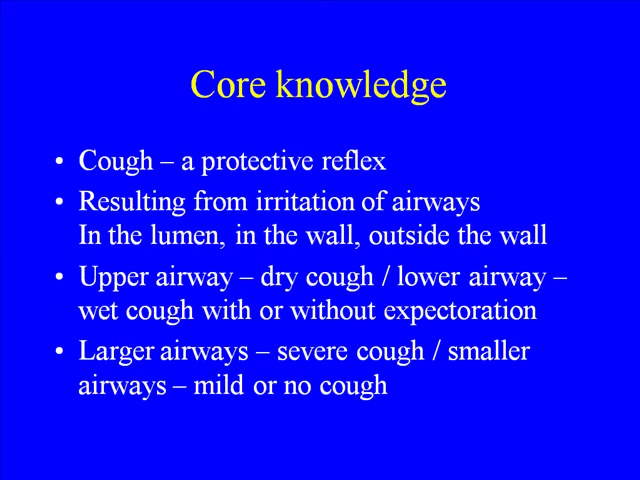 Core knowledge
• Cough – a protective reflex
• Resulting from irritation of airways
In the lumen, in the wall, outside the wall
• Upper airway – dry cough / lower airway –
wet cough with or without expectoration
• Larger airways – severe cough / smaller
airways – mild or no cough